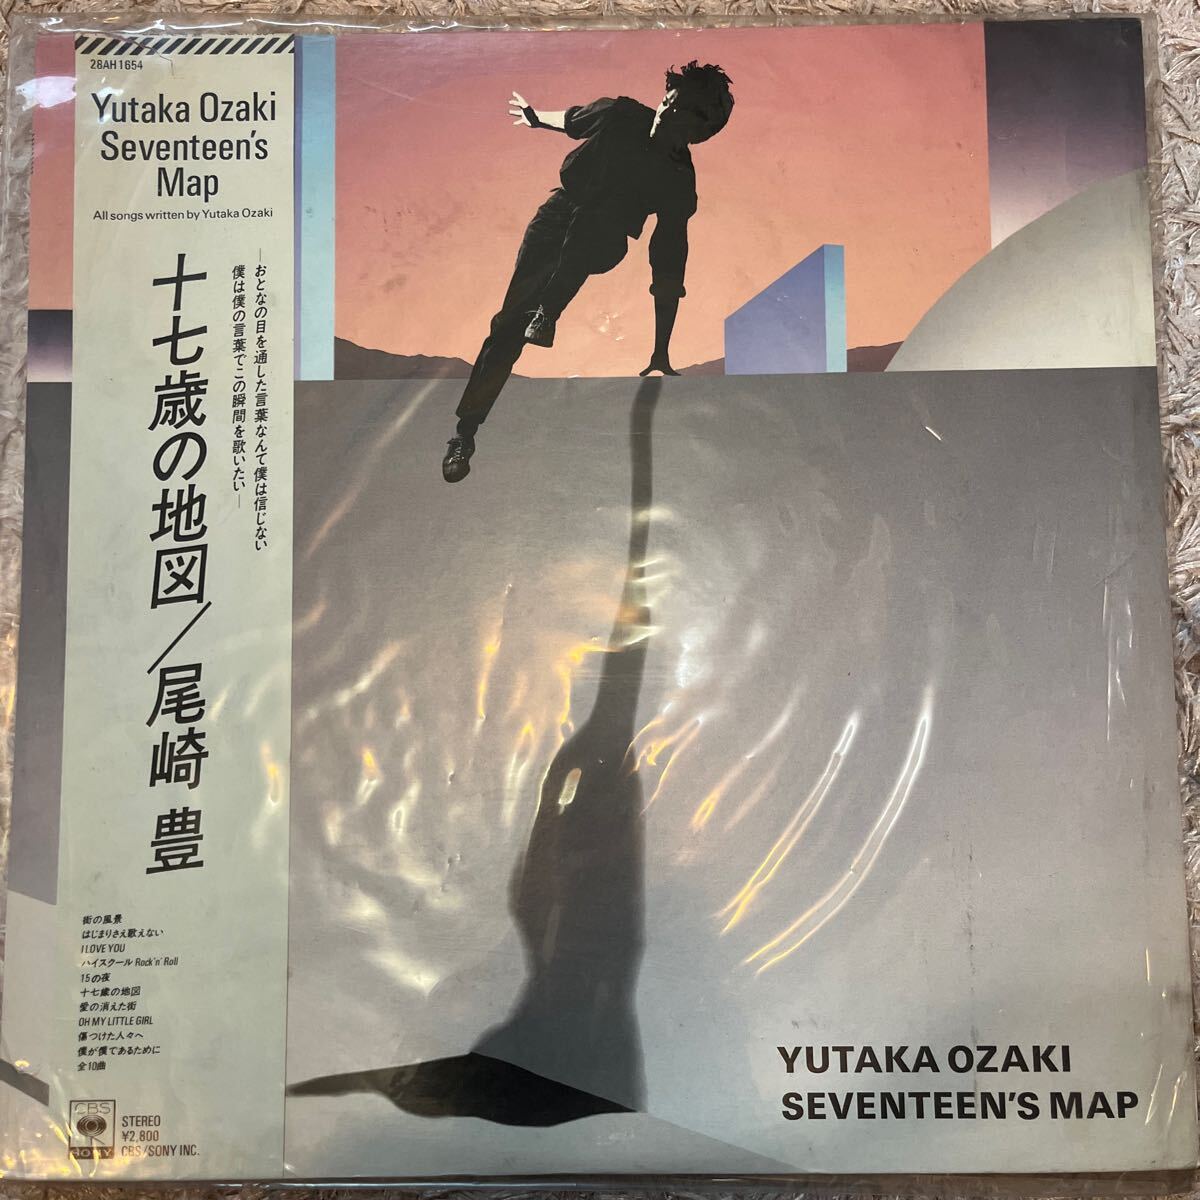 28AH1654
Yutaka Ozaki
Seventeen's
Map
All songs written by Yutaka Ozaki
—おとなの目を通した言葉なんて僕は信じない
僕は僕の言葉でこの瞬間を歌いたい—
十七歳の地図／尾崎 豊
街の風景
はじまりさえ歌えない
I LOVE YOU
ハイスクール Rock'n' Roll
15の夜
十七歳の地図
愛の消えた街
OH MY LITTLE GIRL
傷つけた人々へ
僕が僕であるために
全10曲
CBS
SONY
STEREO
¥2,800
CBS/SONY INC.
YUTAKA OZAKI
SEVENTEEN'S MAP